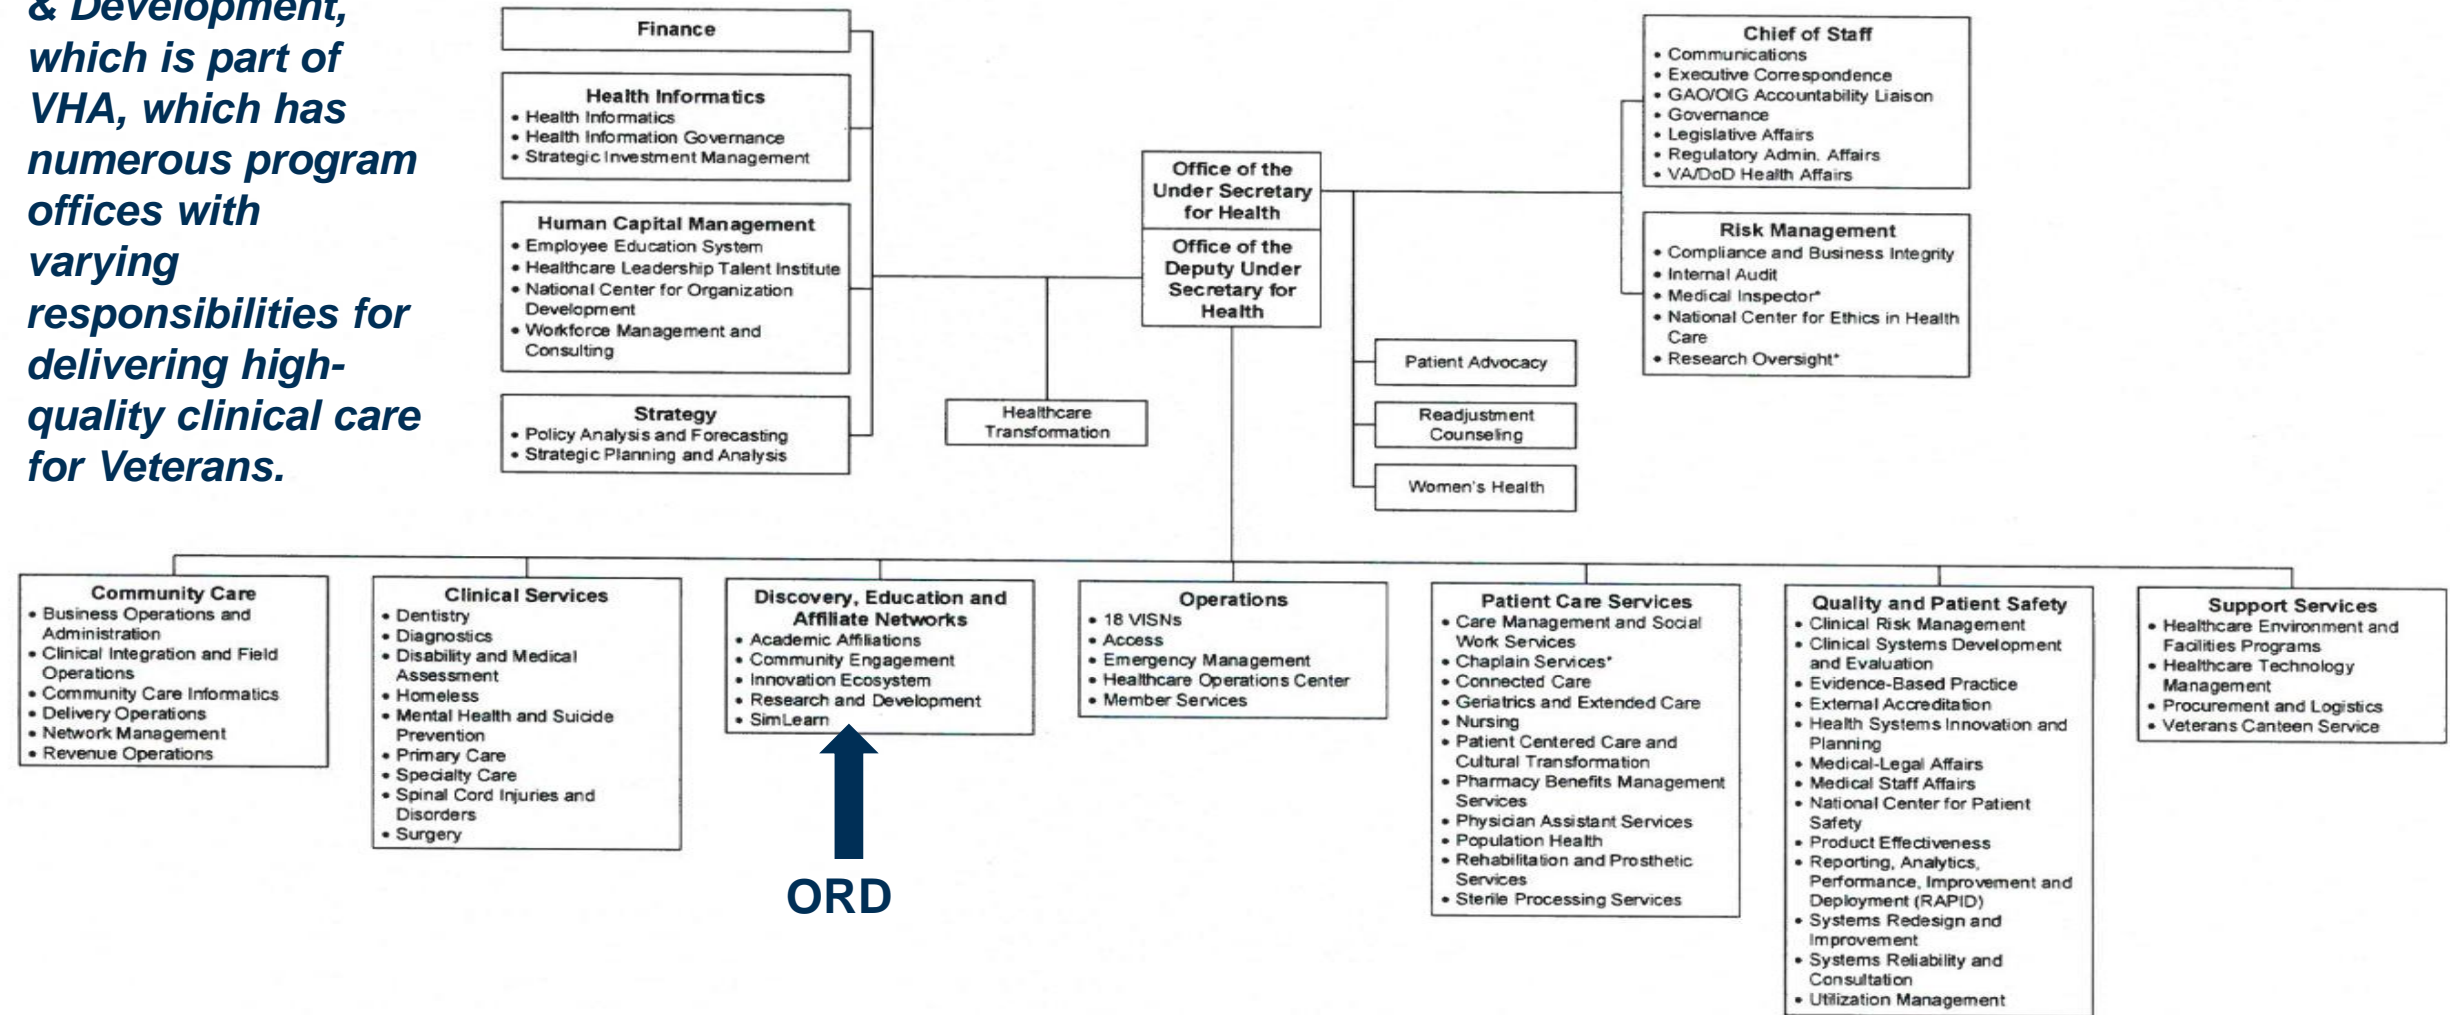 & Development,
which is part of
VHA, which has
numerous program
offices with
varying
responsibilities for
delivering high-
quality clinical care
for Veterans.
Finance
Health Informatics
• Health Informatics
• Health Information Governance
• Strategic Investment Management
Human Capital Management
• Employee Education System
• Healthcare Leadership Talent Institute
• National Center for Organization
Development
• Workforce Management and
Consulting
Strategy
• Policy Analysis and Forecasting
• Strategic Planning and Analysis
Healthcare
Transformation
Office of the
Under Secretary
for Health
Office of the
Deputy Under
Secretary for
Health
Patient Advocacy
Readjustment
Counseling
Women's Health
Chief of Staff
• Communications
• Executive Correspondence
• GAO/OIG Accountability Liaison
• Governance
• Legislative Affairs
• Regulatory Admin. Affairs
• VA/DoD Health Affairs
Risk Management
• Compliance and Business Integrity
• Internal Audit
• Medical Inspector*
• National Center for Ethics in Health
Care
• Research Oversight*
Community Care
• Business Operations and
Administration
• Clinical Integration and Field
Operations
• Community Care Informatics
• Delivery Operations
• Network Management
• Revenue Operations
Clinical Services
• Dentistry
• Diagnostics
• Disability and Medical
Assessment
• Homeless
• Mental Health and Suicide
Prevention
• Primary Care
• Specialty Care
• Spinal Cord Injuries and
Disorders
• Surgery
Discovery, Education and
Affiliate Networks
• Academic Affiliations
• Community Engagement
• Innovation Ecosystem
• Research and Development
• SimLearn
ORD
Operations
• 18 VISNs
• Access
• Emergency Management
• Healthcare Operations Center
• Member Services
Patient Care Services
• Care Management and Social
Work Services
• Chaplain Services*
• Connected Care
• Geriatrics and Extended Care
• Nursing
• Patient Centered Care and
Cultural Transformation
• Pharmacy Benefits Management
Services
• Physician Assistant Services
• Population Health
• Rehabilitation and Prosthetic
Services
• Sterile Processing Services
Quality and Patient Safety
• Clinical Risk Management
• Clinical Systems Development
and Evaluation
• Evidence-Based Practice
• External Accreditation
• Health Systems Innovation and
Planning
• Medical-Legal Affairs
• Medical Staff Affairs
• National Center for Patient
Safety
• Product Effectiveness
• Reporting, Analytics,
Performance, Improvement and
Deployment (RAPID)
• Systems Redesign and
Improvement
• Systems Reliability and
Consultation
• Utilization Management
Support Services
• Healthcare Environment and
Facilities Programs
• Healthcare Technology
Management
• Procurement and Logistics
• Veterans Canteen Service